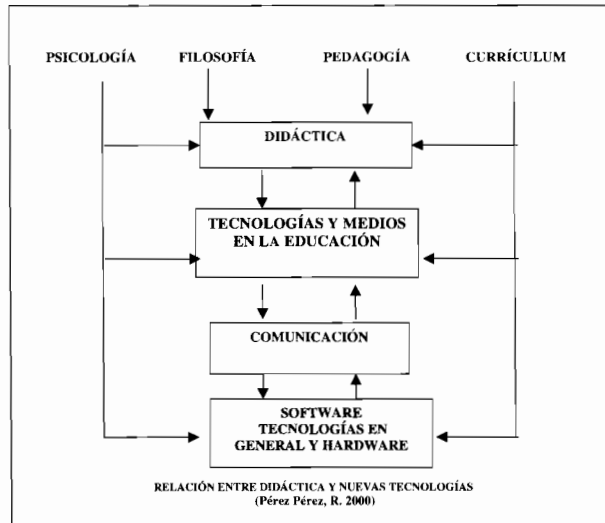 PSICOLOGÍA FILOSOFÍA PEDAGOGÍA CURRÍCULUM
DIDÁCTICA
TECNOLOGÍAS Y MEDIOS
EN LA EDUCACIÓN
COMUNICACIÓN
SOFTWARE
TECNOLOGÍAS EN
GENERAL Y HARDWARE
RELACIÓN ENTRE DIDÁCTICA Y NUEVAS TECNOLOGÍAS
(Pérez Pérez, R. 2000)